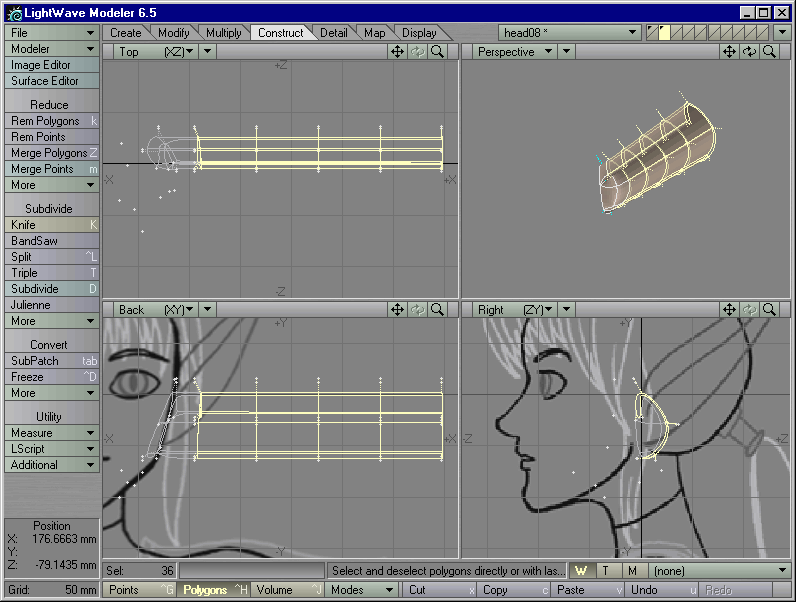 LightWave Modeler 6.5
File
Create Modify Multiply Construct Detail Map Display
head08 *
Modeler
Top (XZ)
Perspective
Image Editor
Surface Editor
Reduce
Rem Polygons k
Rem Points
Merge Polygons Z
Merge Points m
More
Subdivide
Knife K
BandSaw
Split ^L
Triple T
Subdivide D
Julienne
More
Convert
SubPatch tab
Freeze ^D
More
Utility
Measure
LScript
Additional
+Z
-X
+X
-Z
Back (XY)
Right (ZY)
+Y
-X
+X
-Y
+Y
-Z
+Z
-Y
Position
X: 176.6663 mm
Y:
Z: -79.1435 mm
Grid: 50 mm
Sel: 36
Select and deselect polygons directly or with las...
W T M (none)
Points ^G Polygons ^H Volume ^J Modes Cut x Copy c Paste v Undo u Redo